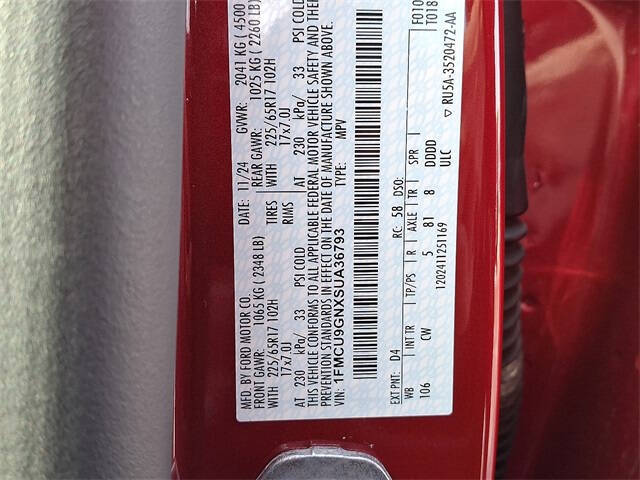 MFD. BY FORD MOTOR CO. DATE: 11/24 GVWR: 2041 KG ( 4500
FRONT GAWR: 1065 KG ( 2348 LB) REAR GAWR: 1025 KG ( 2260 LB)
WITH 225/65R17 102H TIRES WITH 225/65R17 102H
17x7.0J RIMS 17x7.0J
AT 230 kPa/ 33 PSI COLD AT 230 kPa/ 33 PSI COLD
THIS VEHICLE CONFORMS TO ALL APPLICABLE FEDERAL MOTOR VEHICLE SAFETY AND THEF
PREVENTION STANDARDS IN EFFECT ON THE DATE OF MANUFACTURE SHOWN ABOVE.
VIN: 1FMCU9GNXSUA36793 TYPE: MPV
EXT PNT: D4 RC: 58 DSO: F010
WB INT TR TP/PS R AXLE TR SPR T018
106 CW 5 81 8 DDDD
1202411251169 ULC ▽ RU5A-3520472-AA